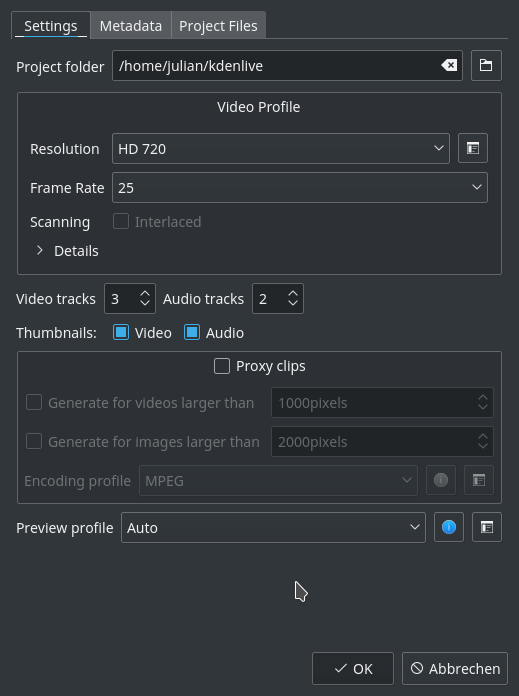 Settings Metadata Project Files
Project folder /home/julian/kdenlive
Video Profile
Resolution HD 720
Frame Rate 25
Scanning Interlaced
Details
Video tracks 3 Audio tracks 2
Thumbnails: Video Audio
Proxy clips
Generate for videos larger than 1000pixels
Generate for images larger than 2000pixels
Encoding profile MPEG
Preview profile Auto
OK Abbrechen